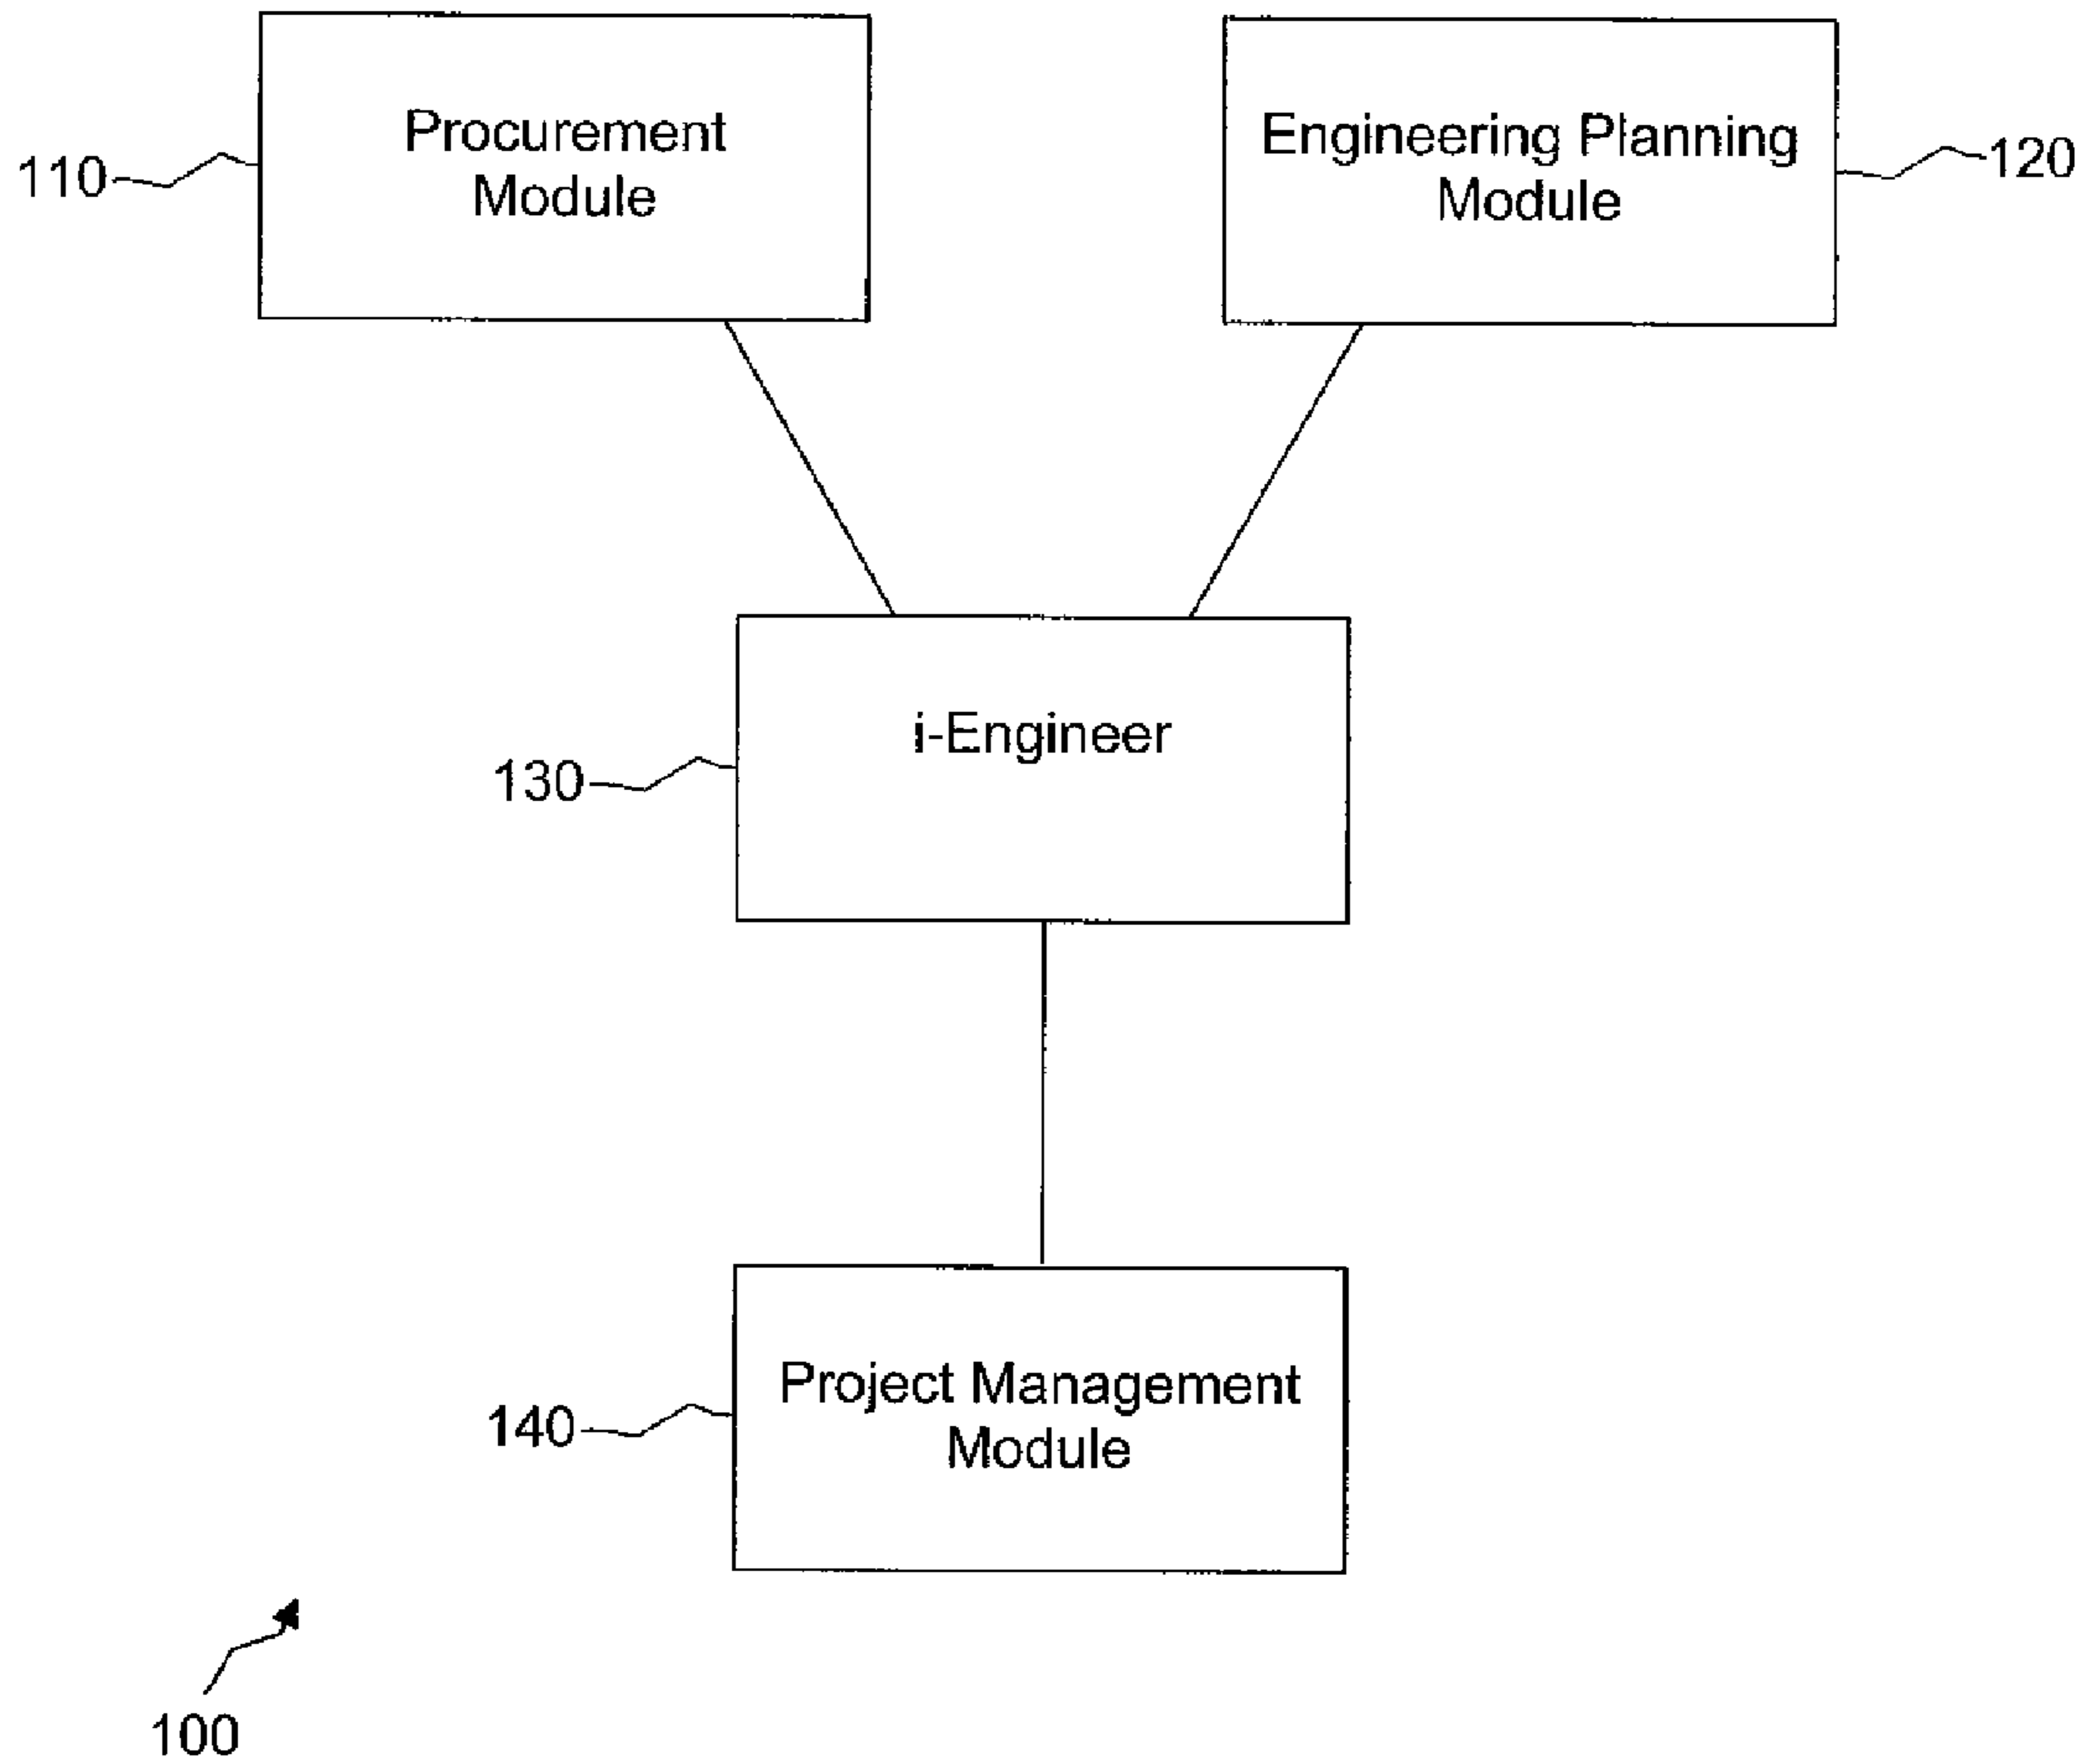 Procurement
Module
110
Engineering Planning
Module
120
i-Engineer
130
Project Management
Module
140
100